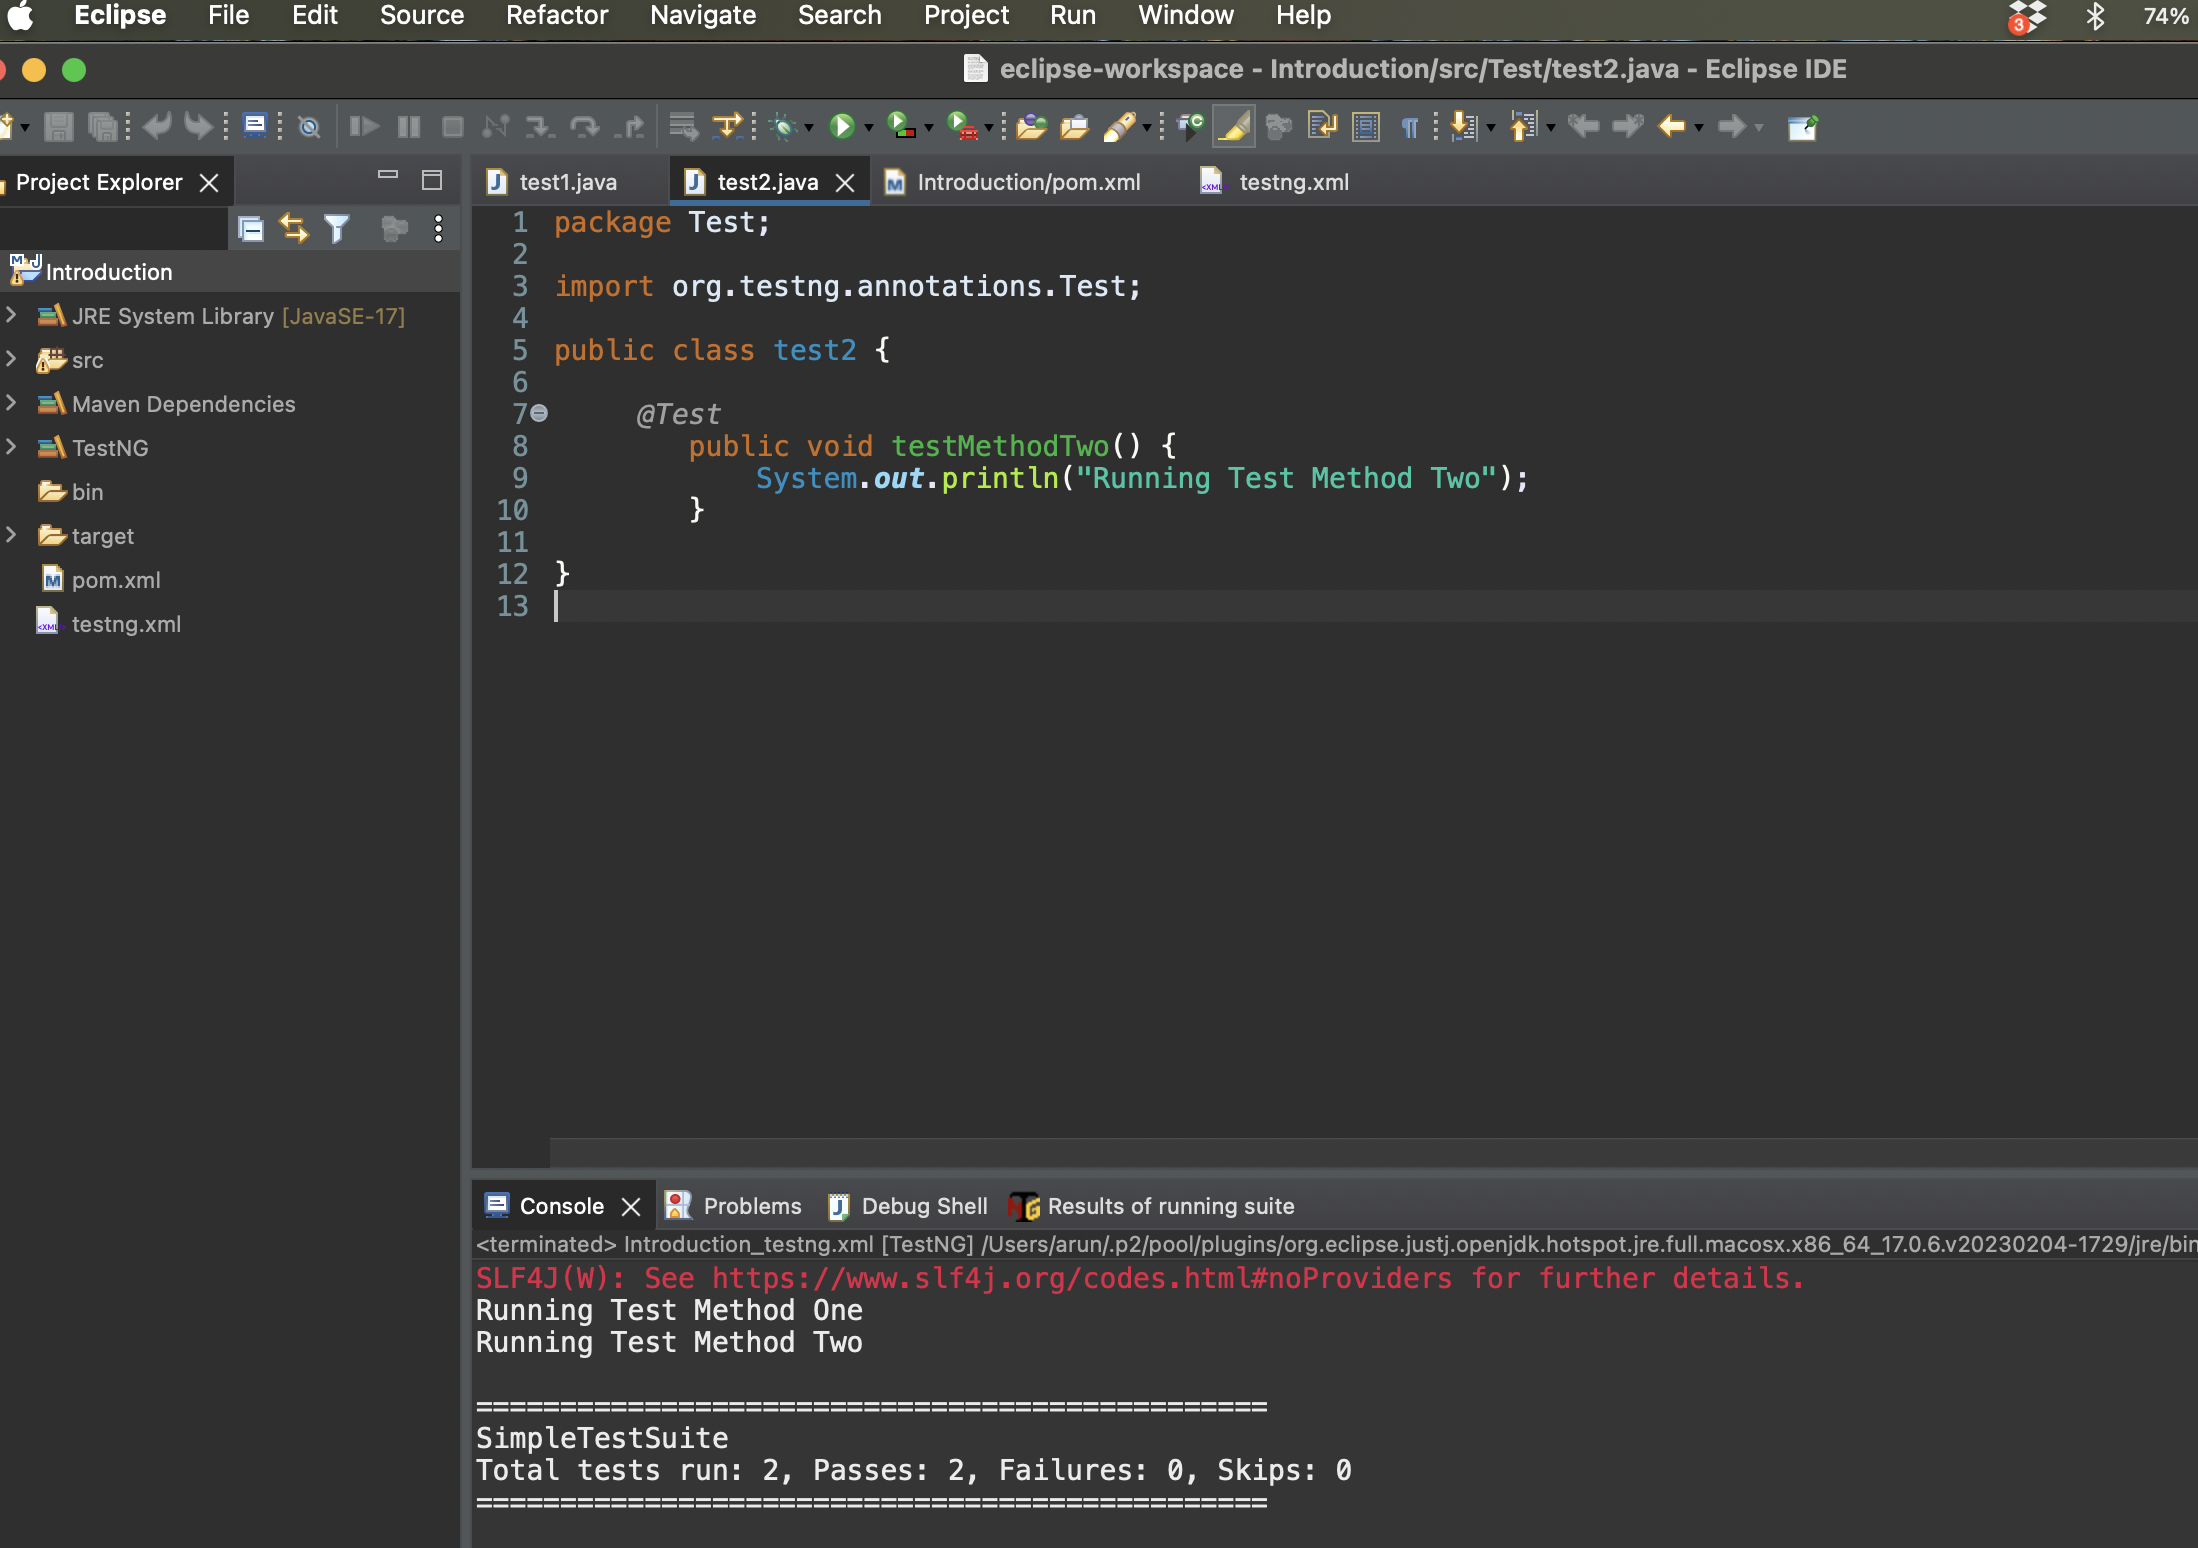 Eclipse File Edit Source Refactor Navigate Search Project Run Window Help 3 74%
eclipse-workspace - Introduction/src/Test/test2.java - Eclipse IDE
Project Explorer
test1.java test2.java Introduction/pom.xml testng.xml
Introduction
JRE System Library [JavaSE-17]
src
Maven Dependencies
TestNG
bin
target
pom.xml
testng.xml
1 package Test;
2
3 import org.testng.annotations.Test;
4
5 public class test2 {
6
7 @Test
8 public void testMethodTwo() {
9 System.out.println("Running Test Method Two");
10 }
11
12 }
13
Console Problems Debug Shell Results of running suite
<terminated> Introduction_testng.xml [TestNG] /Users/arun/.p2/pool/plugins/org.eclipse.justj.openjdk.hotspot.jre.full.macosx.x86_64_17.0.6.v20230204-1729/jre/bin
SLF4J(W): See https://www.slf4j.org/codes.html#noProviders for further details.
Running Test Method One
Running Test Method Two
===============================================
SimpleTestSuite
Total tests run: 2, Passes: 2, Failures: 0, Skips: 0
===============================================